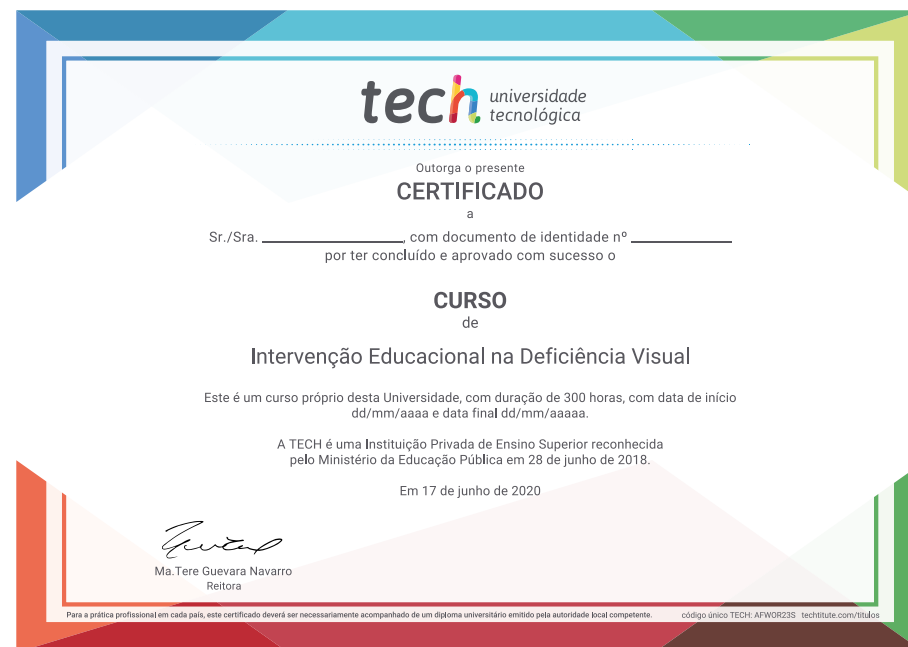 tech universidade
tecnológica
Outorga o presente
CERTIFICADO
a
Sr./Sra. ____________________, com documento de identidade nº ______________
por ter concluído e aprovado com sucesso o
CURSO
de
Intervenção Educacional na Deficiência Visual
Este é um curso próprio desta Universidade, com duração de 300 horas, com data de início
dd/mm/aaaa e data final dd/mm/aaaaa.
A TECH é uma Instituição Privada de Ensino Superior reconhecida
pelo Ministério da Educação Pública em 28 de junho de 2018.
Em 17 de junho de 2020
Ma.Tere Guevara Navarro
Reitora
Para a prática profissional em cada país, este certificado deverá ser necessariamente acompanhado de um diploma universitário emitido pela autoridade local competente. código único TECH: AFWOR23S techtitute.com/titulos